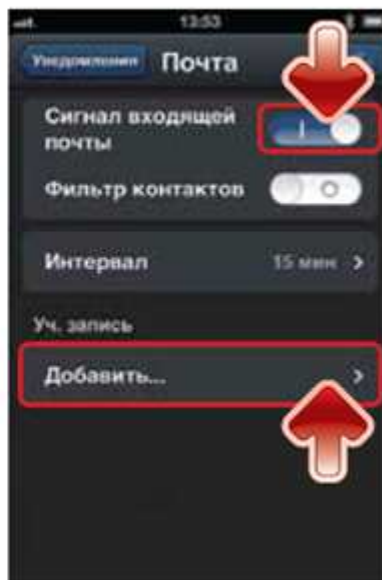 13:53
Уведомления
Почта
Сигнал входящей
почты
Фильтр контактов
Интервал 15 мин
Уч. запись
Добавить...